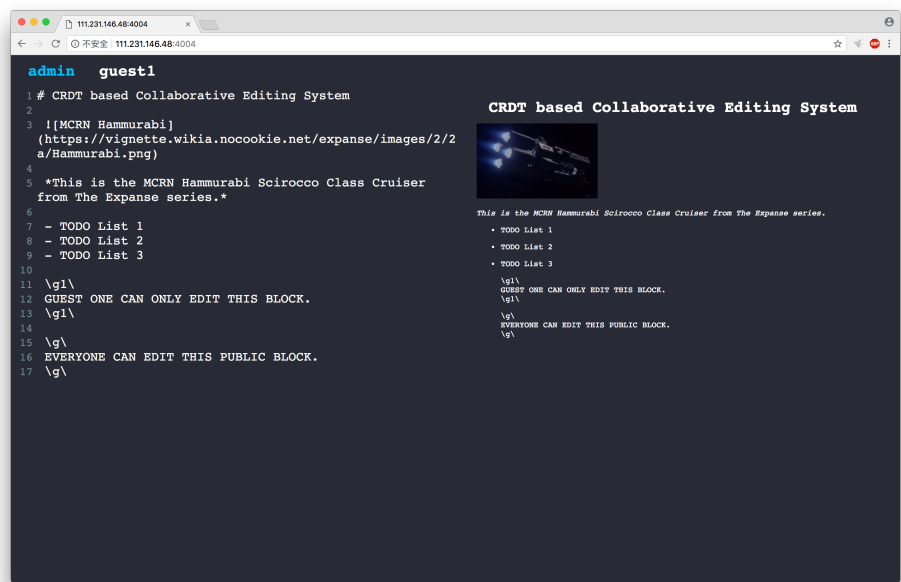 111.231.146.48:4004
不安全 111.231.146.48:4004
ABP
admin guest1
1 # CRDT based Collaborative Editing System
2
3 ![MCRN Hammurabi]
(https://vignette.wikia.nocookie.net/expanse/images/2/2
a/Hammurabi.png)
4
5 *This is the MCRN Hammurabi Scirocco Class Cruiser
from The Expanse series.*
6
7 - TODO List 1
8 - TODO List 2
9 - TODO List 3
10
11 \g1\
12 GUEST ONE CAN ONLY EDIT THIS BLOCK.
13 \g1\
14
15 \g\
16 EVERYONE CAN EDIT THIS PUBLIC BLOCK.
17 \g\
CRDT based Collaborative Editing System
This is the MCRN Hammurabi Scirocco Class Cruiser from The Expanse series.
• TODO List 1
• TODO List 2
• TODO List 3
\g1\
GUEST ONE CAN ONLY EDIT THIS BLOCK.
\g1\
\g\
EVERYONE CAN EDIT THIS PUBLIC BLOCK.
\g\